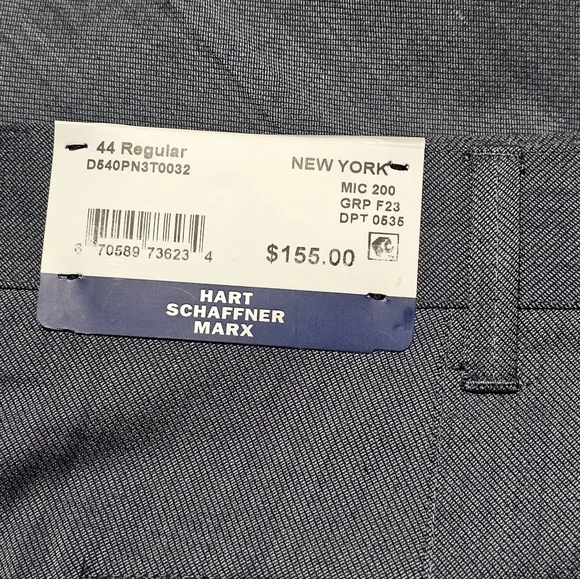 44 Regular
D540PN3T0032
NEW YORK
MIC 200
GRP F23
DPT 0535
6 70589 73623 4
$155.00
HART
SCHAFFNER
MARX